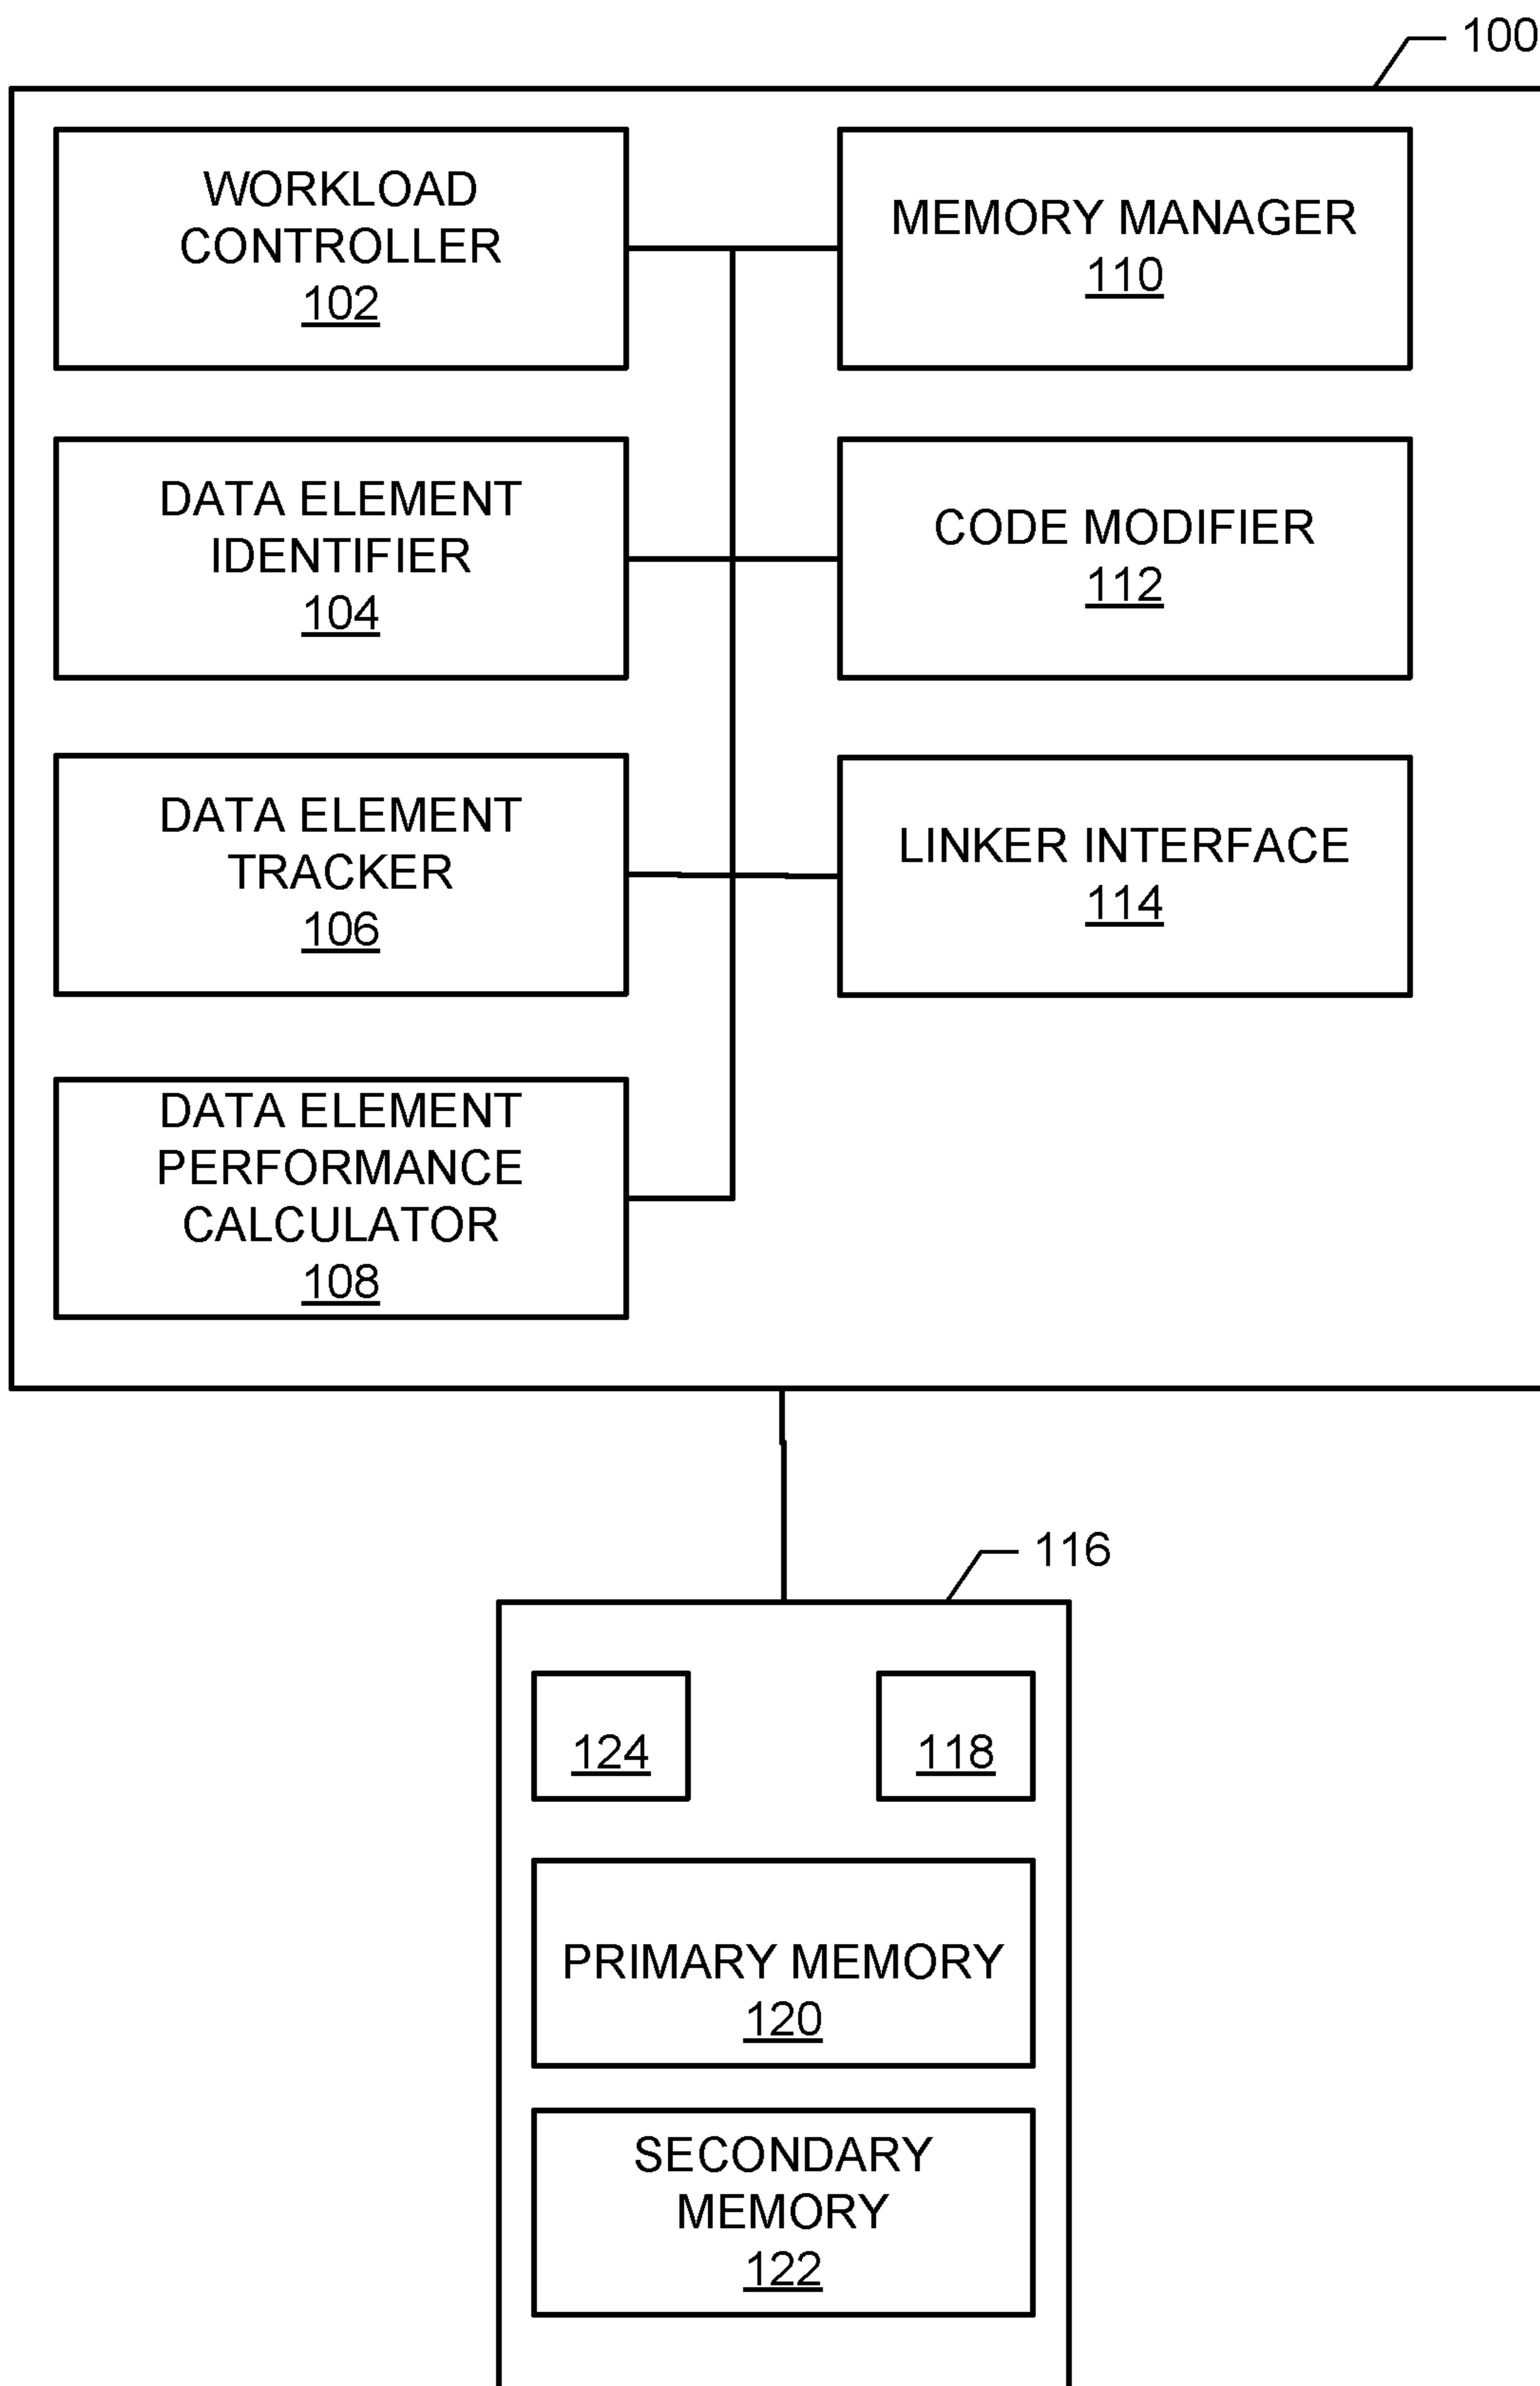 100
WORKLOAD
CONTROLLER
102
MEMORY MANAGER
110
DATA ELEMENT
IDENTIFIER
104
CODE MODIFIER
112
DATA ELEMENT
TRACKER
106
LINKER INTERFACE
114
DATA ELEMENT
PERFORMANCE
CALCULATOR
108
116
124
118
PRIMARY MEMORY
120
SECONDARY
MEMORY
122